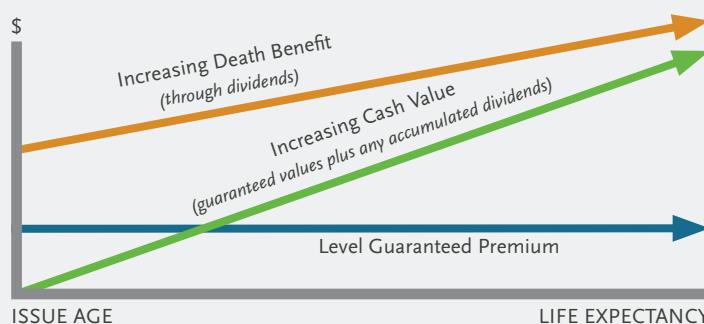 $
Increasing Death Benefit
(through dividends)
Increasing Cash Value
(guaranteed values plus any accumulated dividends)
Level Guaranteed Premium
ISSUE AGE
LIFE EXPECTANCY